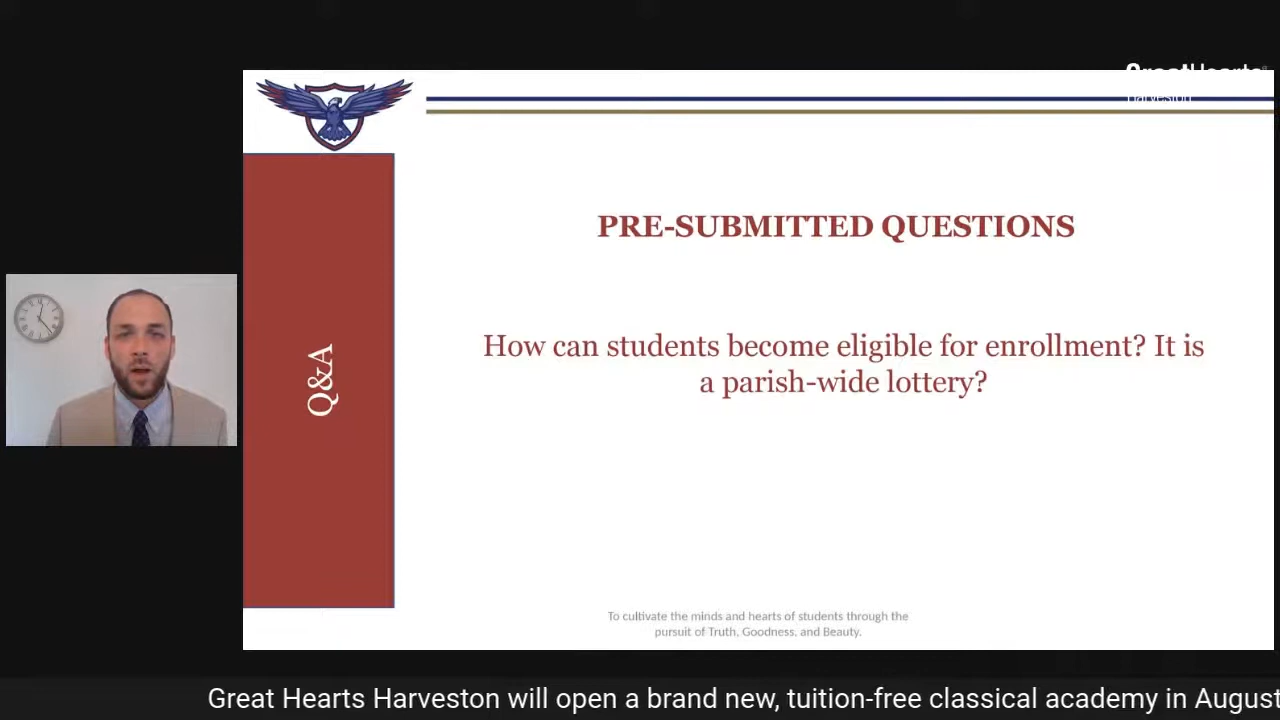 GreatHearts®
Harveston
PRE-SUBMITTED QUESTIONS
How can students become eligible for enrollment? It is
a parish-wide lottery?
Q&A
To cultivate the minds and hearts of students through the
pursuit of Truth, Goodness, and Beauty.
Great Hearts Harveston will open a brand new, tuition-free classical academy in August